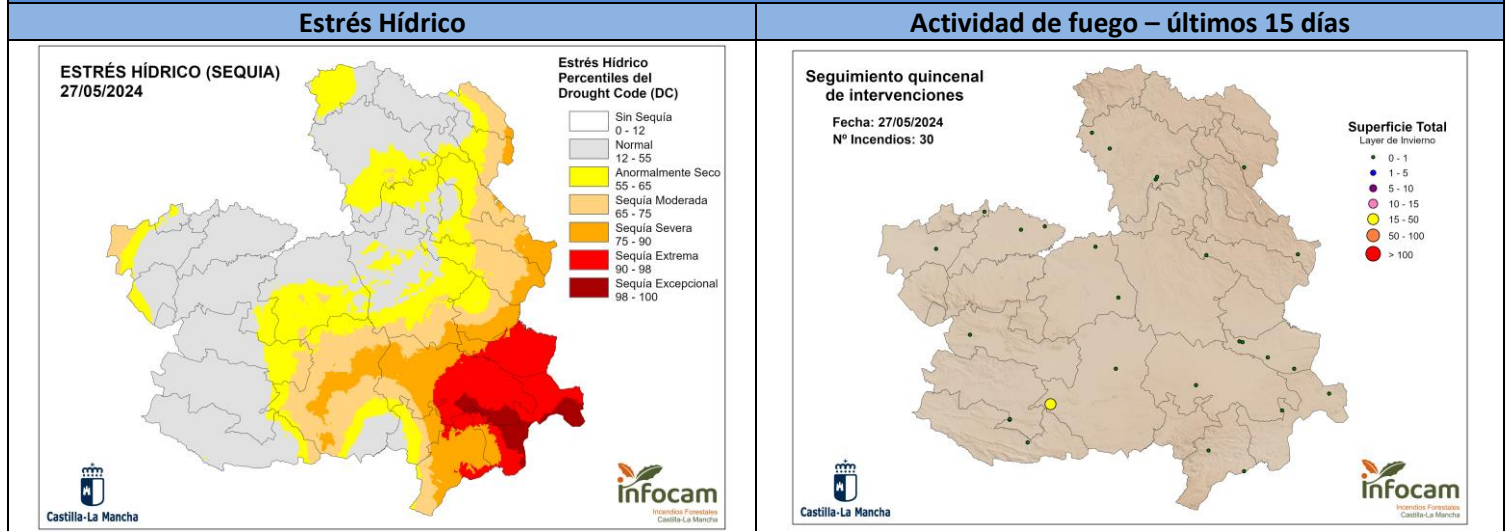 Estrés Hídrico
Actividad de fuego – últimos 15 días
ESTRÉS HÍDRICO (SEQUIA)
27/05/2024
Estrés Hídrico
Percentiles del
Drought Code (DC)
Sin Sequía
0 - 12
Normal
12 - 55
Anormalmente Seco
55 - 65
Sequía Moderada
65 - 75
Sequía Severa
75 - 90
Sequía Extrema
90 - 98
Sequía Excepcional
98 - 100
Castilla-La Mancha
infocam
Incendios Forestales
Castilla-La Mancha
Seguimiento quincenal
de intervenciones
Fecha: 27/05/2024
Nº Incendios: 30
Superficie Total
Layer de Invierno
0 - 1
1 - 5
5 - 10
10 - 15
15 - 50
50 - 100
> 100
Castilla-La Mancha
infocam
Incendios Forestales
Castilla-La Mancha